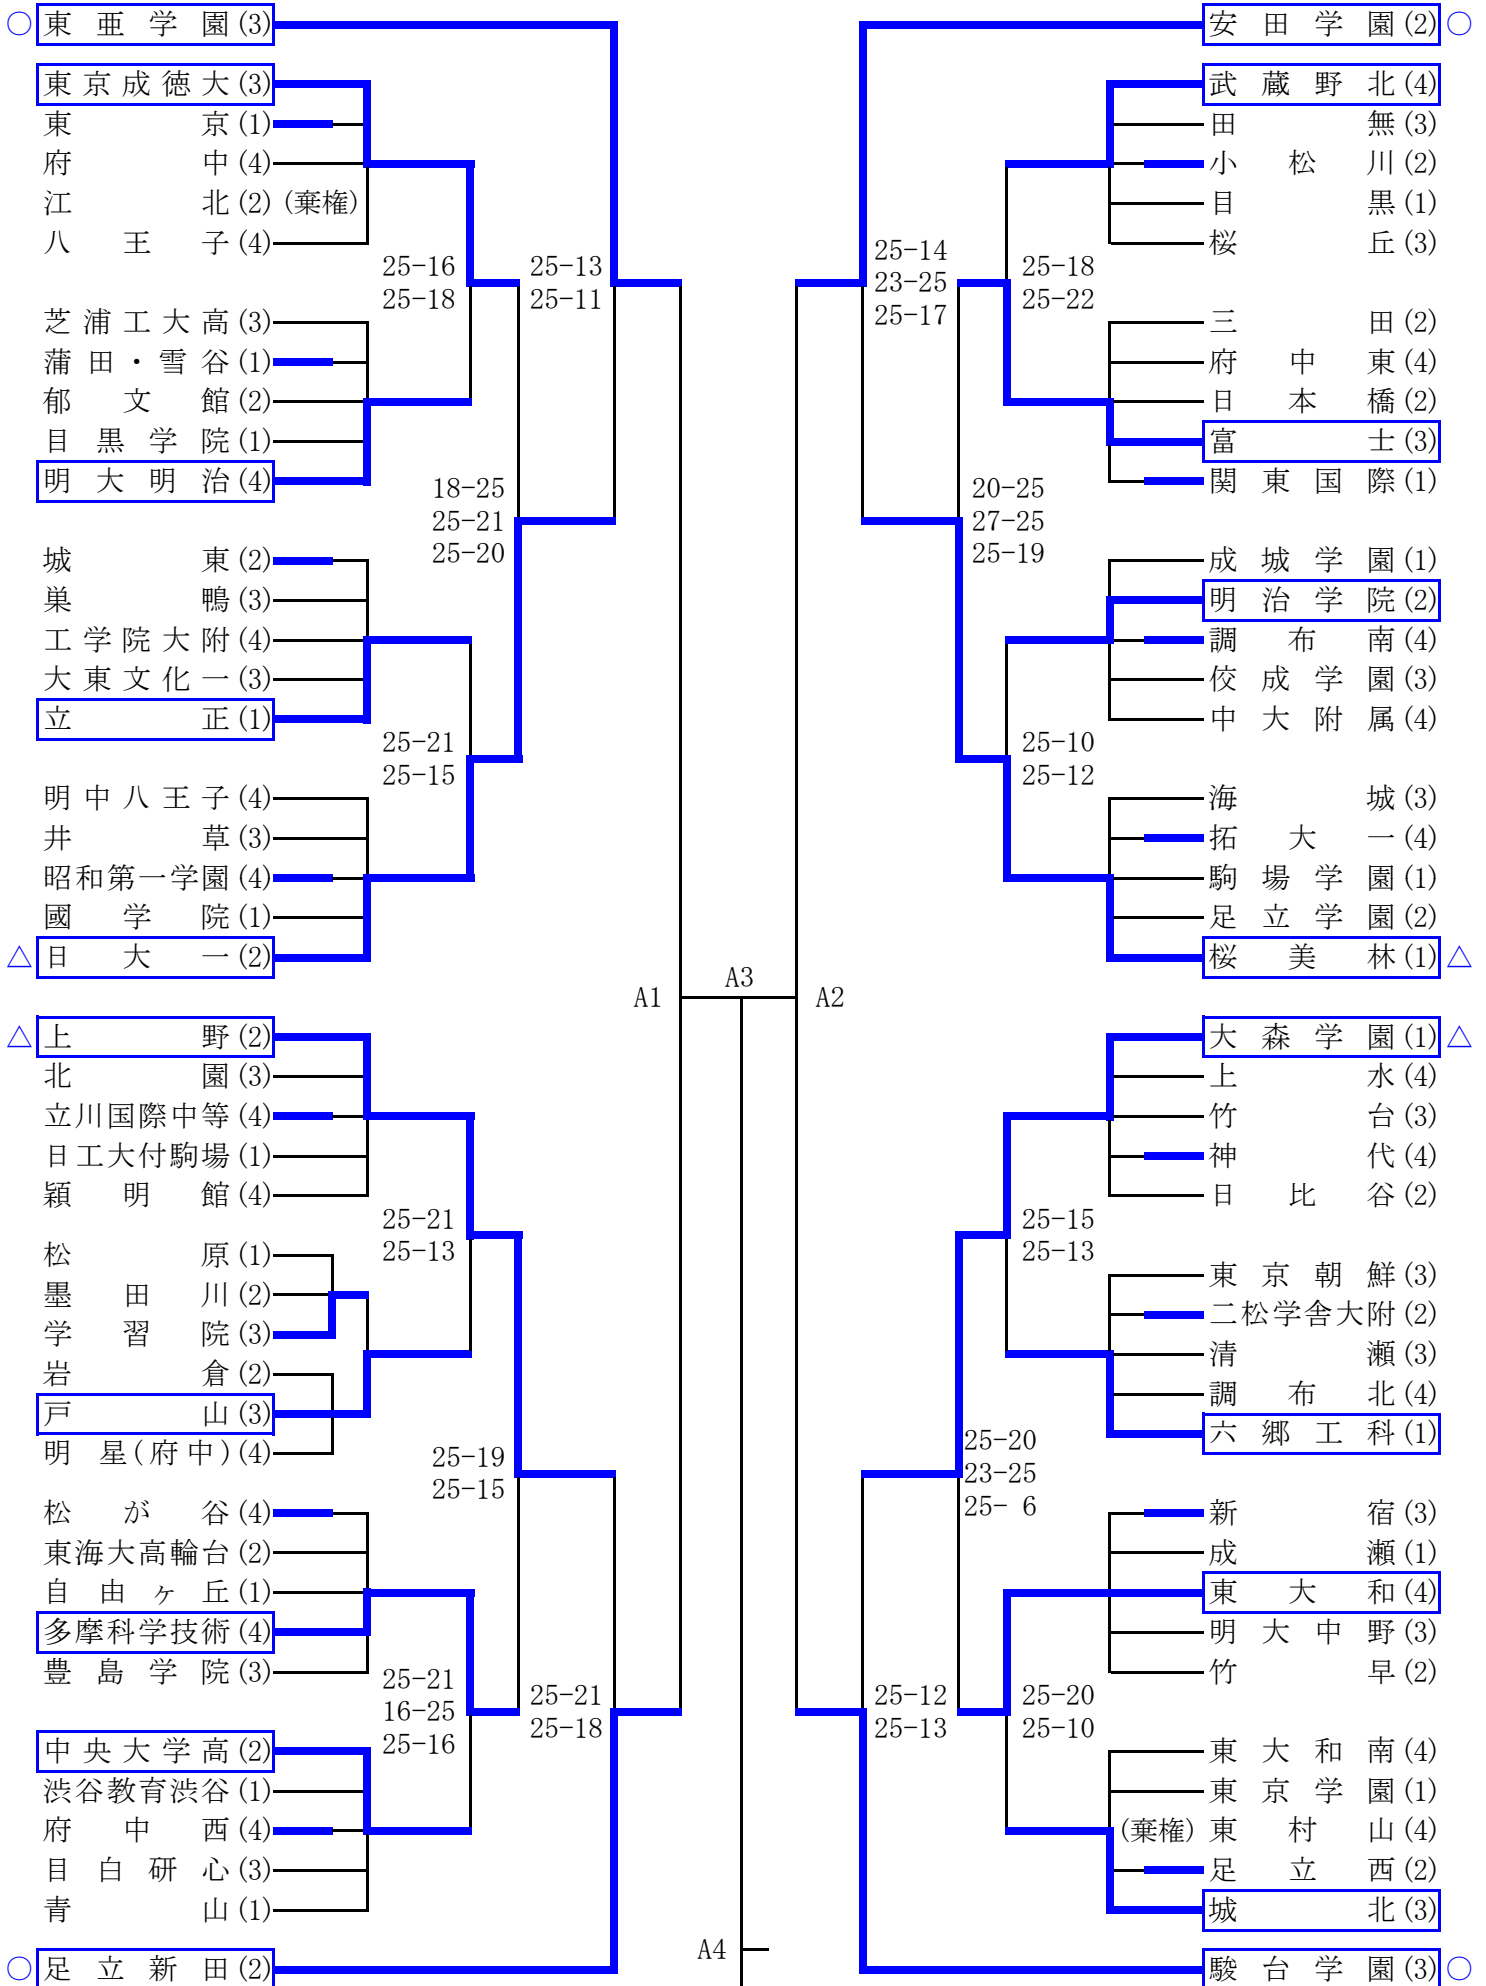 ○東亜学園(3)
東京成徳大(3)
東京(1)
府中(4)
江北(2)(棄権)
八王子(4)
25-16
25-18
25-13
25-11
芝浦工大高(3)
蒲田・雪谷(1)
郁文館(2)
目黒学院(1)
明大明治(4)
18-25
25-21
25-20
城東(2)
巣鴨(3)
工学院大附(4)
大東文化一(3)
立正(1)
25-21
25-15
明中八王子(4)
井草(3)
昭和第一学園(4)
國学院(1)
△日大一(2)
A1
A3
A2
△上野(2)
北園(3)
立川国際中等(4)
日工大付駒場(1)
穎明館(4)
25-21
25-13
松原(1)
墨田川(2)
学習院(3)
岩倉(2)
戸山(3)
明星(府中)(4)
25-19
25-15
松が谷(4)
東海大高輪台(2)
自由ヶ丘(1)
多摩科学技術(4)
豊島学院(3)
25-21
16-25
25-16
25-21
25-18
中央大学高(2)
渋谷教育渋谷(1)
府中西(4)
目白研心(3)
青山(1)
○足立新田(2)
A4
安田学園(2)○
武蔵野北(4)
田無(3)
小松川(2)
目黒(1)
桜丘(3)
25-14
23-25
25-17
25-18
25-22
三田(2)
府中東(4)
日本橋(2)
富士(3)
関東国際(1)
20-25
27-25
25-19
成城学園(1)
明治学院(2)
調布南(4)
佼成学園(3)
中大附属(4)
25-10
25-12
海城(3)
拓大一(4)
駒場学園(1)
足立学園(2)
桜美林(1)△
大森学園(1)△
上水(4)
竹台(3)
神代(4)
日比谷(2)
25-15
25-13
東京朝鮮(3)
二松学舎大附(2)
清瀬(3)
調布北(4)
六郷工科(1)
25-20
23-25
25- 6
新宿(3)
成瀬(1)
東大和(4)
明大中野(3)
竹早(2)
25-12
25-13
25-20
25-10
東大和南(4)
東京学園(1)
(棄権)東村山(4)
足立西(2)
城北(3)
駿台学園(3)○